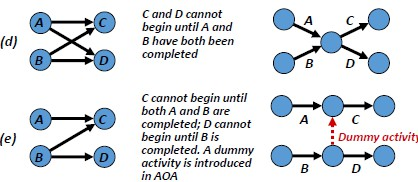 A C C and D cannot A C
(d) begin until A and
B D B have both been B D
completed
C cannot begin until
A C both A and B are A C
completed; D cannot
(e) begin until B is Dummy activity
B D completed. A dummy B D
activity is introduced
in AOA